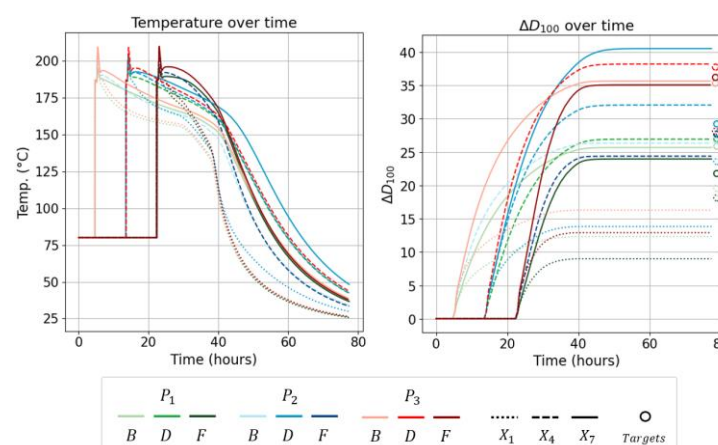 Temperature over time
ΔD₁₀₀ over time
Temp. (°C)
200
175
150
125
100
75
50
25
0 20 40 60 80
Time (hours)
ΔD₁₀₀
40
35
30
25
20
15
10
5
0
0 20 40 60 80
Time (hours)
P₁ P₂ P₃ X₁ X₄ X₇ Targets
B D F B D F B D F